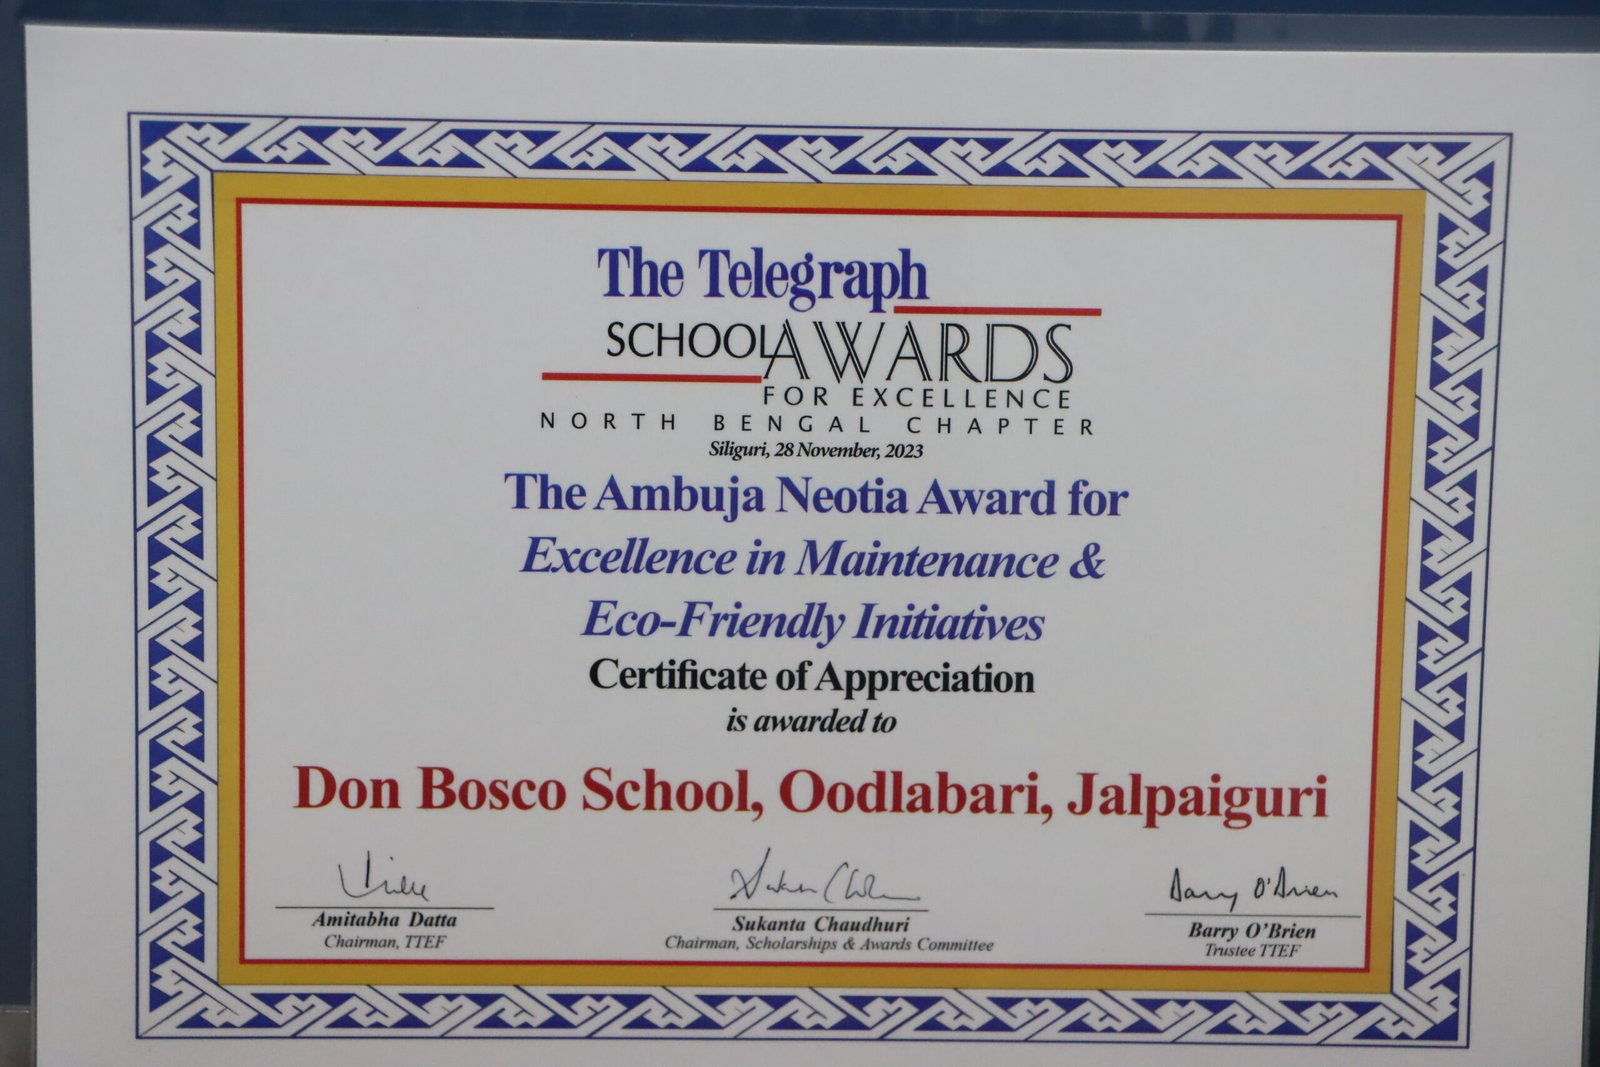 The Telegraph
SCHOOL AWARDS
FOR EXCELLENCE
NORTH BENGAL CHAPTER
Siliguri, 28 November, 2023
The Ambuja Neotia Award for
Excellence in Maintenance &
Eco-Friendly Initiatives
Certificate of Appreciation
is awarded to
Don Bosco School, Oodlabari, Jalpaiguri
Barry O'Brien
Amitabha Datta
Chairman, TTEF
Sukanta Chaudhuri
Chairman, Scholarships & Awards Committee
Barry O'Brien
Trustee TTEF